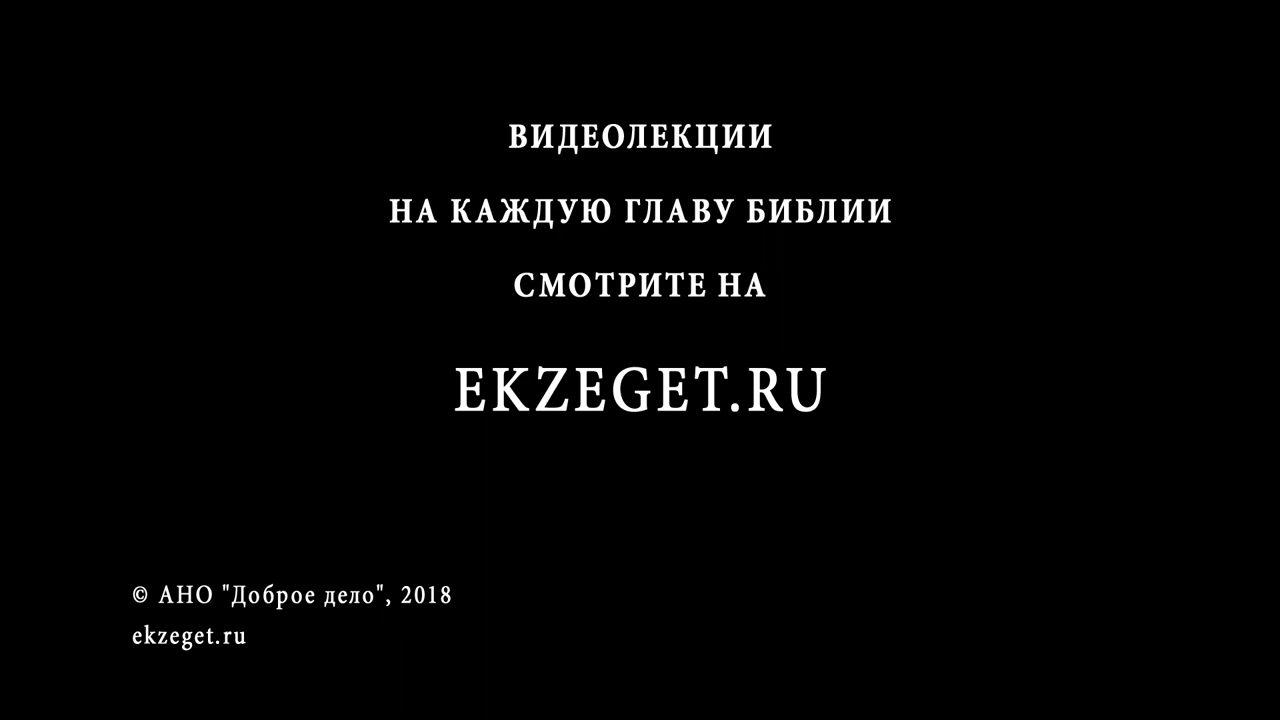 ВИДЕОЛЕКЦИИ
НА КАЖДУЮ ГЛАВУ БИБЛИИ
СМОТРИТЕ НА
EKZEGET.RU
© АНО "Доброе дело", 2018
ekzeget.ru